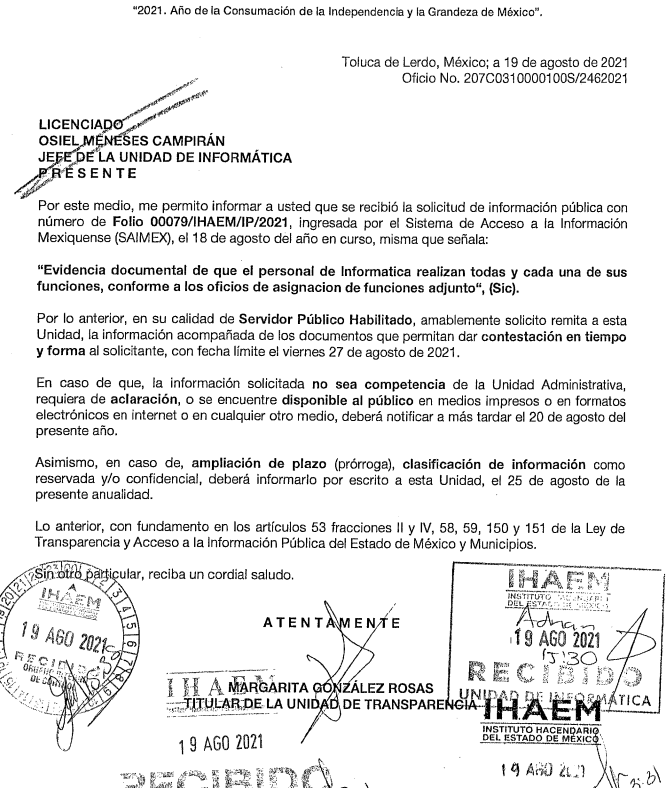 “2021. Año de la Consumación de la Independencia y la Grandeza de México”.
Toluca de Lerdo, México; a 19 de agosto de 2021
Oficio No. 207C0310000100S/2462021
LICENCIADO
OSIEL MENESES CAMPIRÁN
JEFE DE LA UNIDAD DE INFORMÁTICA
PRESENTE
Por este medio, me permito informar a usted que se recibió la solicitud de información pública con
número de Folio 00079/IHAEM/IP/2021, ingresada por el Sistema de Acceso a la Información
Mexiquense (SAIMEX), el 18 de agosto del año en curso, misma que señala:
“Evidencia documental de que el personal de Informatica realizan todas y cada una de sus
funciones, conforme a los oficios de asignacion de funciones adjunto“, (Sic).
Por lo anterior, en su calidad de Servidor Público Habilitado, amablemente solicito remita a esta
Unidad, la información acompañada de los documentos que permitan dar contestación en tiempo
y forma al solicitante, con fecha límite el viernes 27 de agosto de 2021.
En caso de que, la información solicitada no sea competencia de la Unidad Administrativa,
requiera de aclaración, o se encuentre disponible al público en medios impresos o en formatos
electrónicos en internet o en cualquier otro medio, deberá notificar a más tardar el 20 de agosto del
presente año.
Asimismo, en caso de, ampliación de plazo (prórroga), clasificación de información como
reservada y/o confidencial, deberá informarlo por escrito a esta Unidad, el 25 de agosto de la
presente anualidad.
Lo anterior, con fundamento en los artículos 53 fracciones II y IV, 58, 59, 150 y 151 de la Ley de
Transparencia y Acceso a la Información Pública del Estado de México y Municipios.
Sin otro particular, reciba un cordial saludo.
ATENTAMENTE
MARGARITA GONZÁLEZ ROSAS
TITULAR DE LA UNIDAD DE TRANSPARENCIA
IHAEM
19 AGO 2021
RECIBIDO
IHAEM
19 AGO 2021
RECIBIDO
IHAEM
INSTITUTO HACENDARIO
DEL ESTADO DE MÉXICO
Adrian
19 AGO 2021
RECIBIDO
UNIDAD DE INFORMÁTICA
IHAEM
INSTITUTO HACENDARIO
DEL ESTADO DE MÉXICO
19 AGO 2021